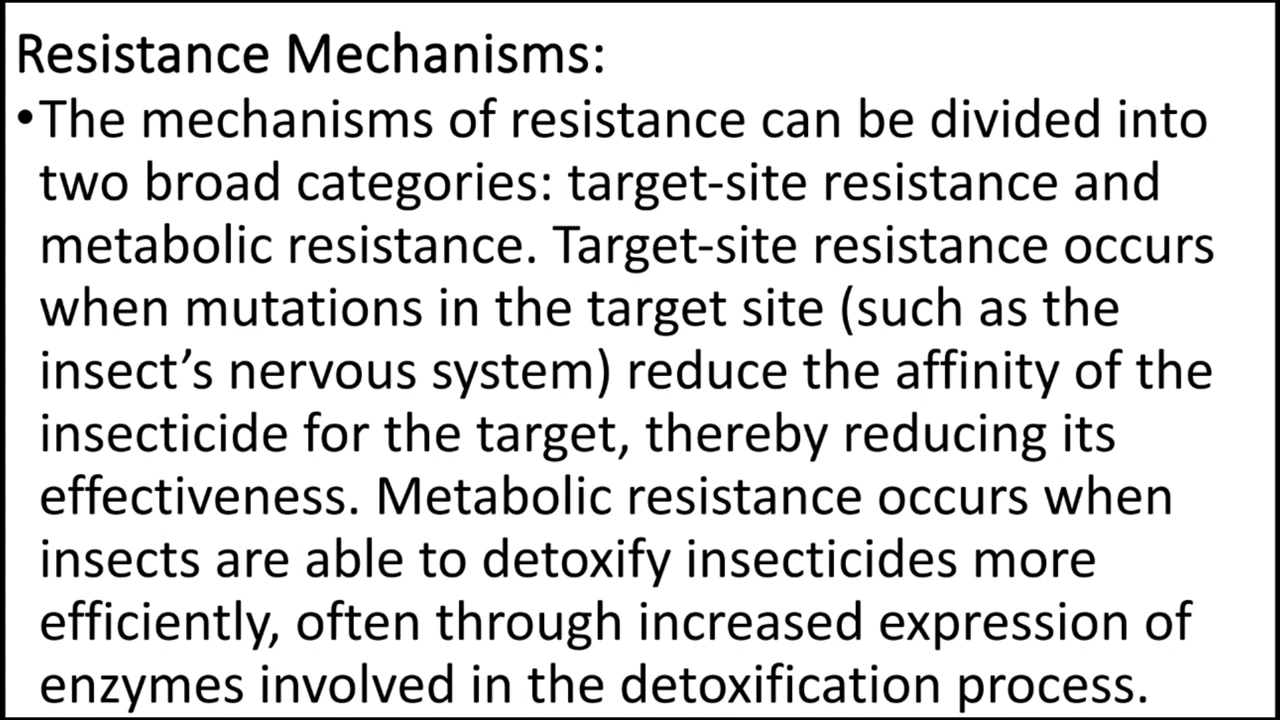 Resistance Mechanisms:
•The mechanisms of resistance can be divided into
two broad categories: target-site resistance and
metabolic resistance. Target-site resistance occurs
when mutations in the target site (such as the
insect’s nervous system) reduce the affinity of the
insecticide for the target, thereby reducing its
effectiveness. Metabolic resistance occurs when
insects are able to detoxify insecticides more
efficiently, often through increased expression of
enzymes involved in the detoxification process.